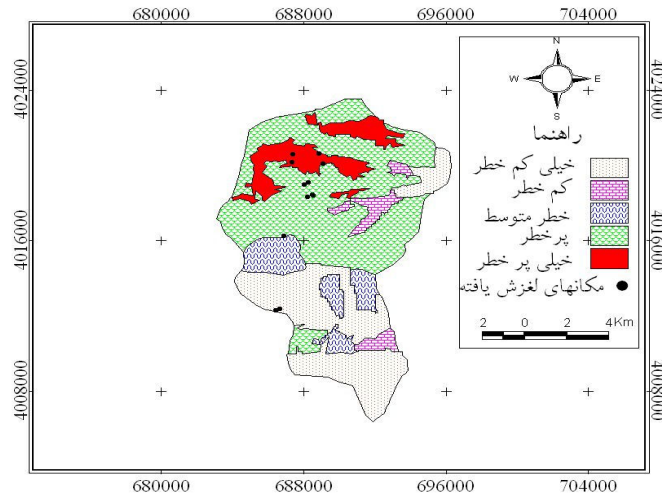 680000 688000 696000 704000
4024000 4024000
N
W E
S
راهنما
خیلی کم خطر
کم خطر
خطر متوسط
پرخطر
خیلی پر خطر
مکانهای لغزش یافته
2 0 2 4Km
4016000 4016000
4008000 4008000
680000 688000 696000 704000